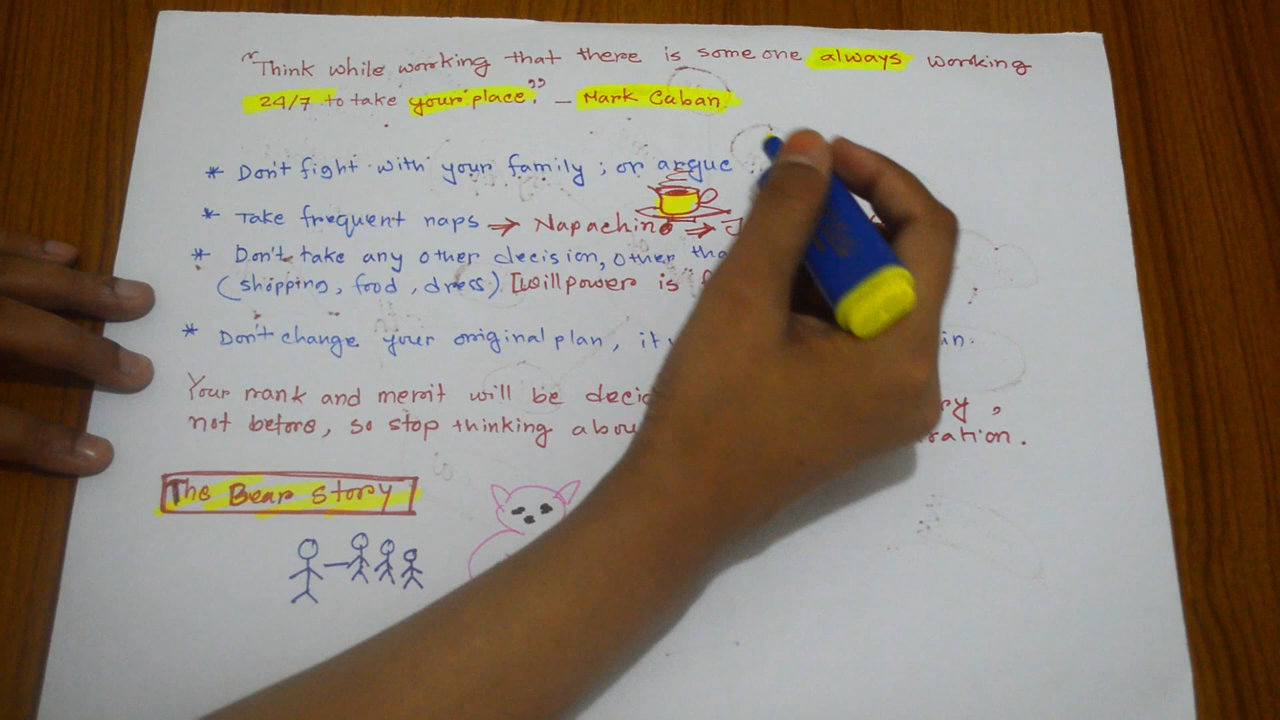 "Think while working that there is some one always working
24/7 to take your place." - Mark Cuban
* Don't fight with your family ; or argue
* Take frequent naps → Napachino →
* Don't take any other decision, other
(shopping, food, dress) [willpower is
* Don't change your original plan, it
Your rank and merit will be
not before, so stop thinking
The Bear Story